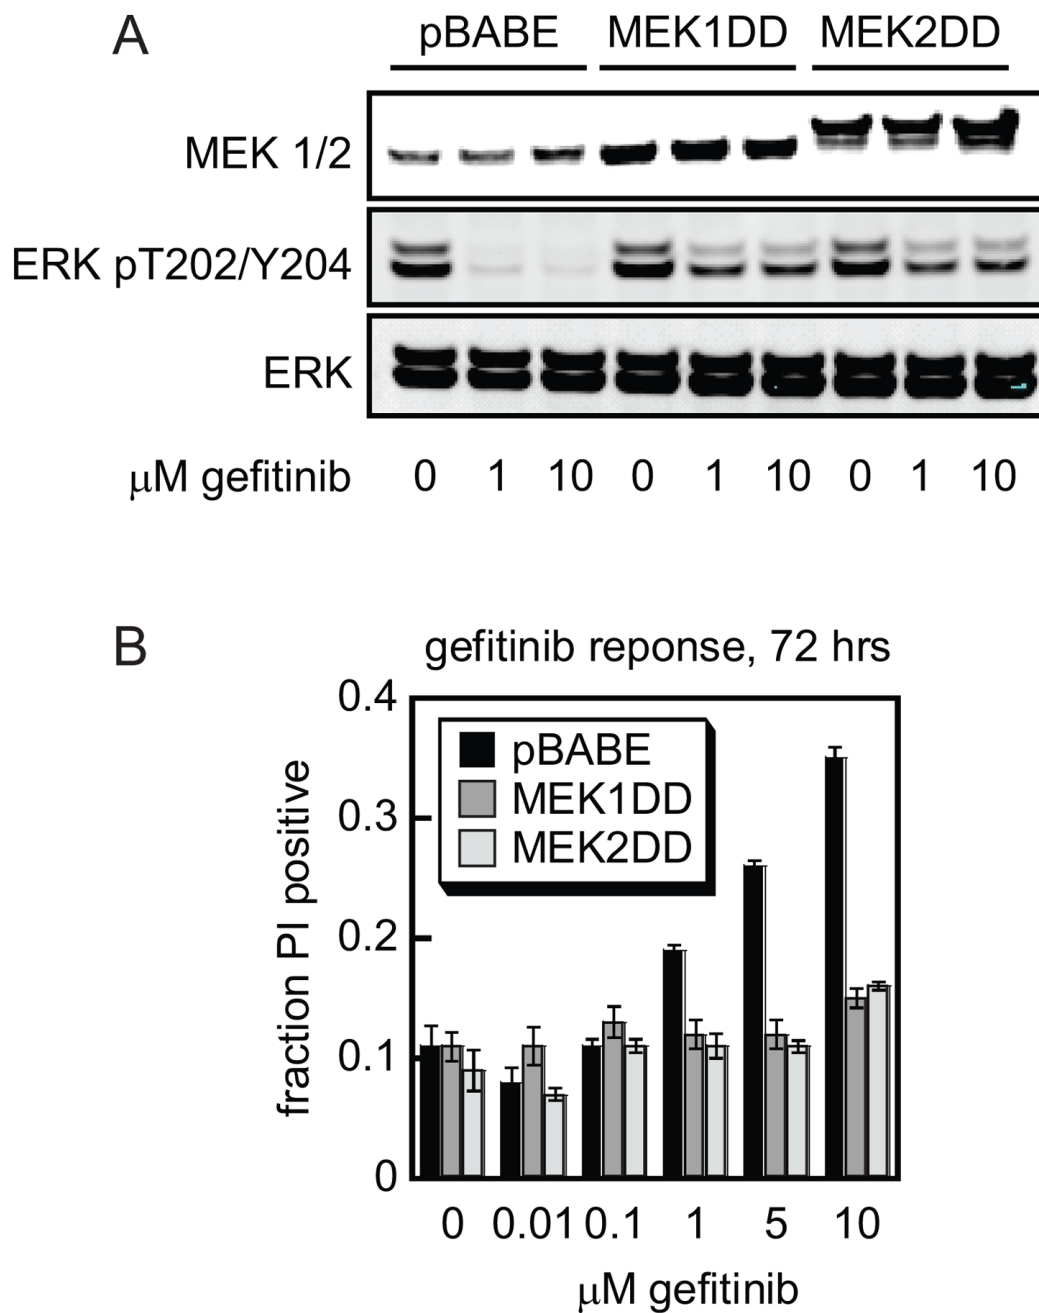 A
pBABE MEK1DD MEK2DD
MEK 1/2
ERK pT202/Y204
ERK
μM gefitinib 0 1 10 0 1 10 0 1 10
B
gefitinib reponse, 72 hrs
0.4
0.3
0.2
0.1
0
fraction PI positive
pBABE
MEK1DD
MEK2DD
0 0.01 0.1 1 5 10
μM gefitinib